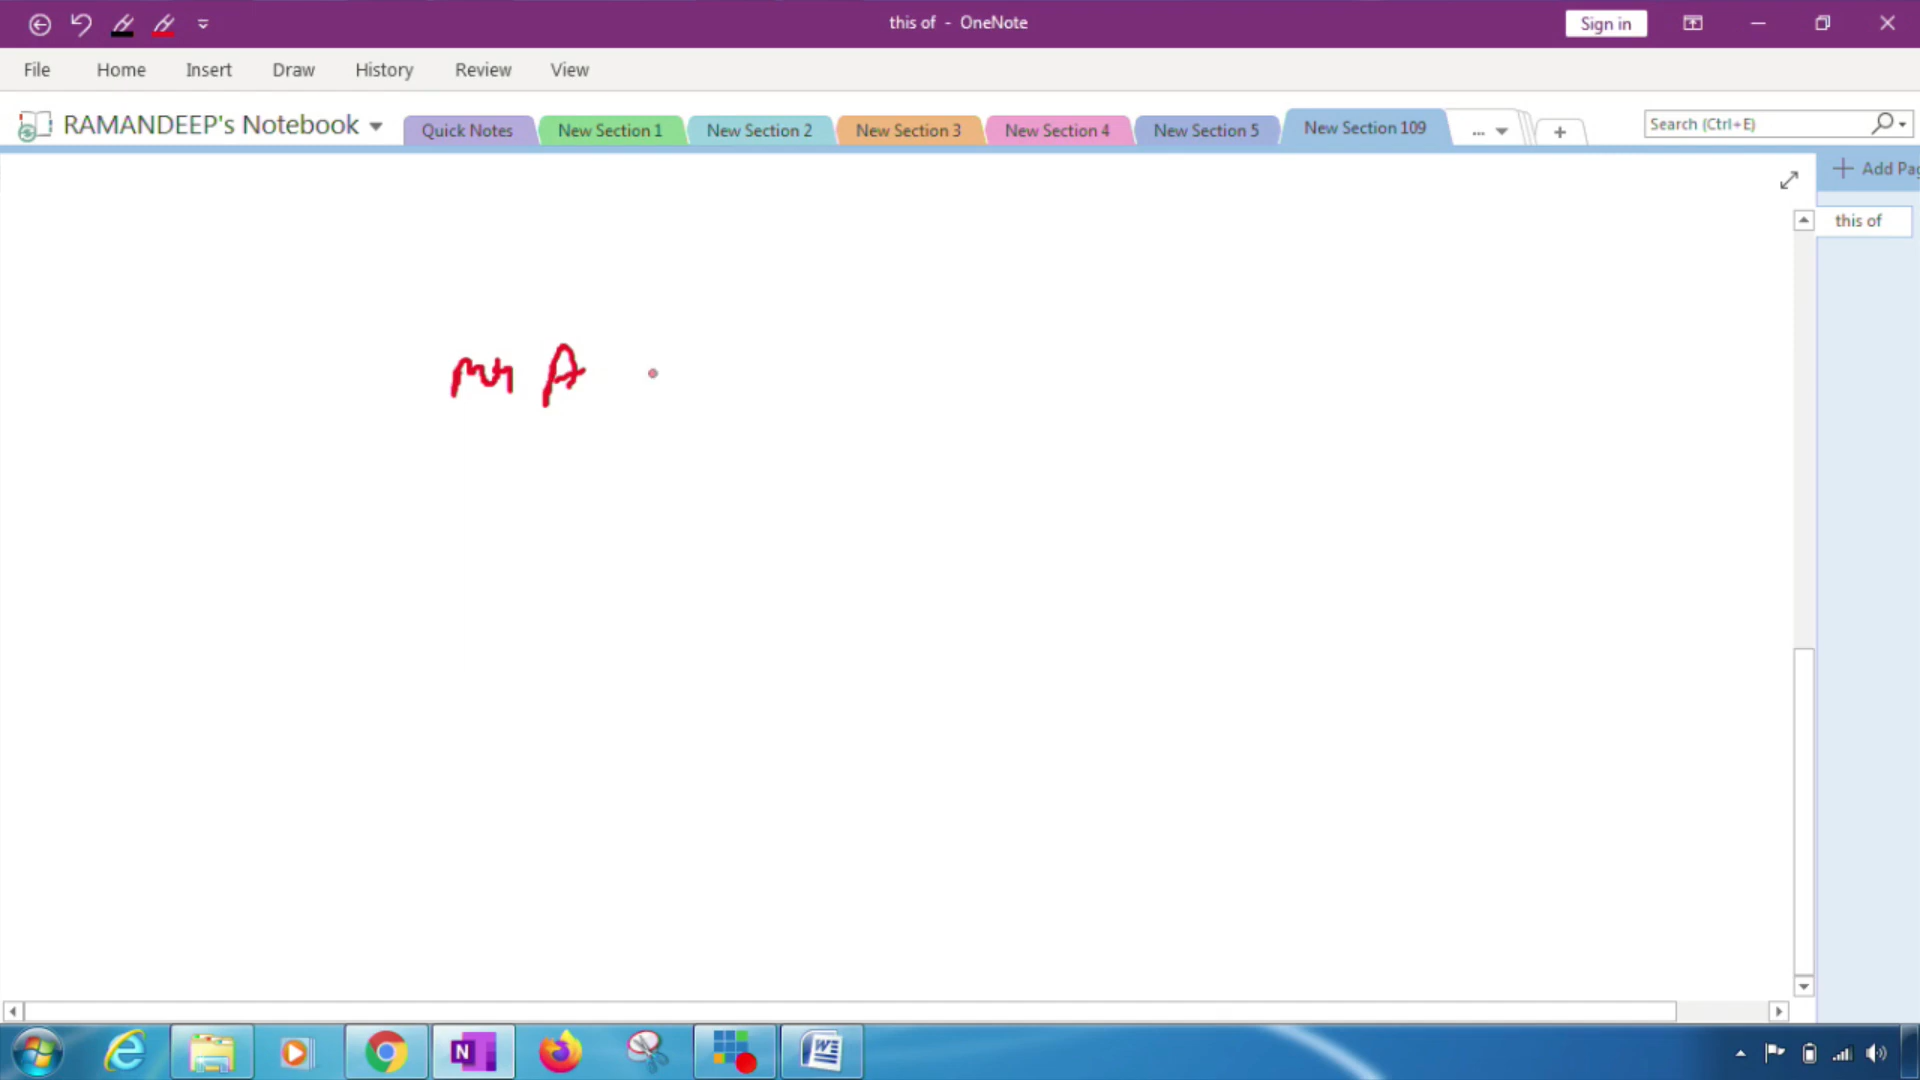 this of - OneNote
Sign in
File Home Insert Draw History Review View
RAMANDEEP's Notebook
Quick Notes New Section 1 New Section 2 New Section 3 New Section 4 New Section 5 New Section 109 ...
Search (Ctrl+E)
Add Pag
this of
Mr A